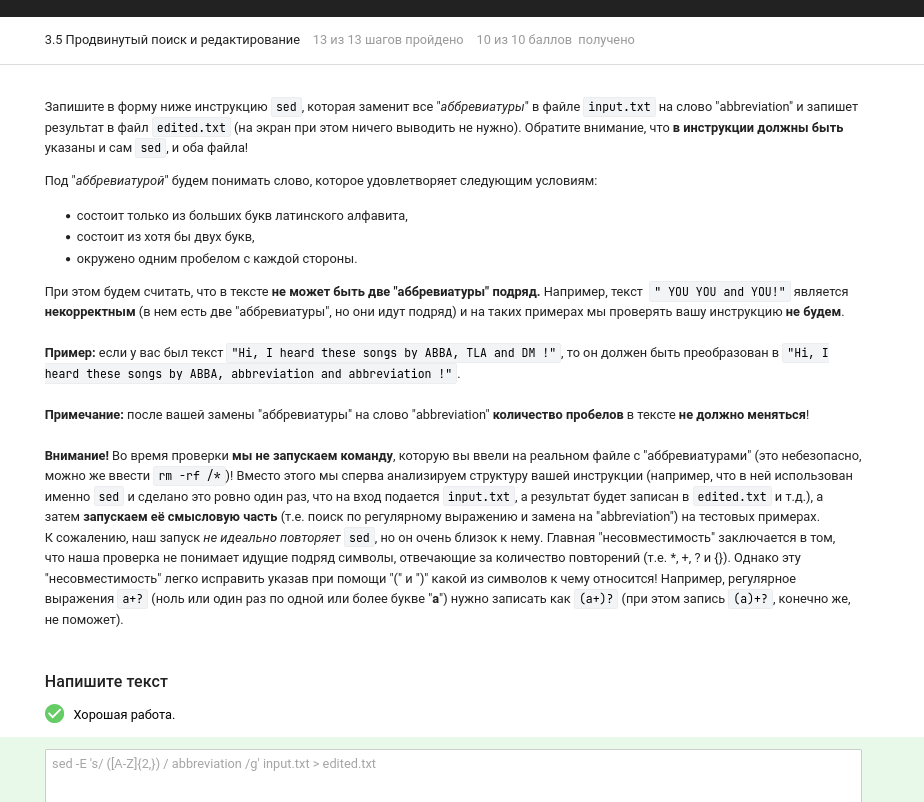 3.5 Продвинутый поиск и редактирование 13 из 13 шагов пройдено 10 из 10 баллов получено
Запишите в форму ниже инструкцию sed , которая заменит все "аббревиатуры" в файле input.txt на слово "abbreviation" и запишет
результат в файл edited.txt (на экран при этом ничего выводить не нужно). Обратите внимание, что в инструкции должны быть
указаны и сам sed , и оба файла!
Под "аббревиатурой" будем понимать слово, которое удовлетворяет следующим условиям:
• состоит только из больших букв латинского алфавита,
• состоит из хотя бы двух букв,
• окружено одним пробелом с каждой стороны.
При этом будем считать, что в тексте не может быть две "аббревиатуры" подряд. Например, текст " YOU YOU and YOU!" является
некорректным (в нем есть две "аббревиатуры", но они идут подряд) и на таких примерах мы проверять вашу инструкцию не будем.
Пример: если у вас был текст "Hi, I heard these songs by ABBA, TLA and DM !" , то он должен быть преобразован в "Hi, I
heard these songs by ABBA, abbreviation and abbreviation !" .
Примечание: после вашей замены "аббревиатуры" на слово "abbreviation" количество пробелов в тексте не должно меняться!
Внимание! Во время проверки мы не запускаем команду, которую вы ввели на реальном файле с "аббревиатурами" (это небезопасно,
можно же ввести rm -rf /* )! Вместо этого мы сперва анализируем структуру вашей инструкции (например, что в ней использован
именно sed и сделано это ровно один раз, что на вход подается input.txt , а результат будет записан в edited.txt и т.д.), а
затем запускаем её смысловую часть (т.е. поиск по регулярному выражению и замена на "abbreviation") на тестовых примерах.
К сожалению, наш запуск не идеально повторяет sed , но он очень близок к нему. Главная "несовместимость" заключается в том,
что наша проверка не понимает идущие подряд символы, отвечающие за количество повторений (т.е. *, +, ? и {}). Однако эту
"несовместимость" легко исправить указав при помощи "(" и ")" какой из символов к чему относится! Например, регулярное
выражения a+? (ноль или один раз по одной или более букве "a") нужно записать как (a+)? (при этом запись (a)+? , конечно же,
не поможет).
Напишите текст
Хорошая работа.
sed -E 's/ ([A-Z]{2,}) / abbreviation /g' input.txt > edited.txt